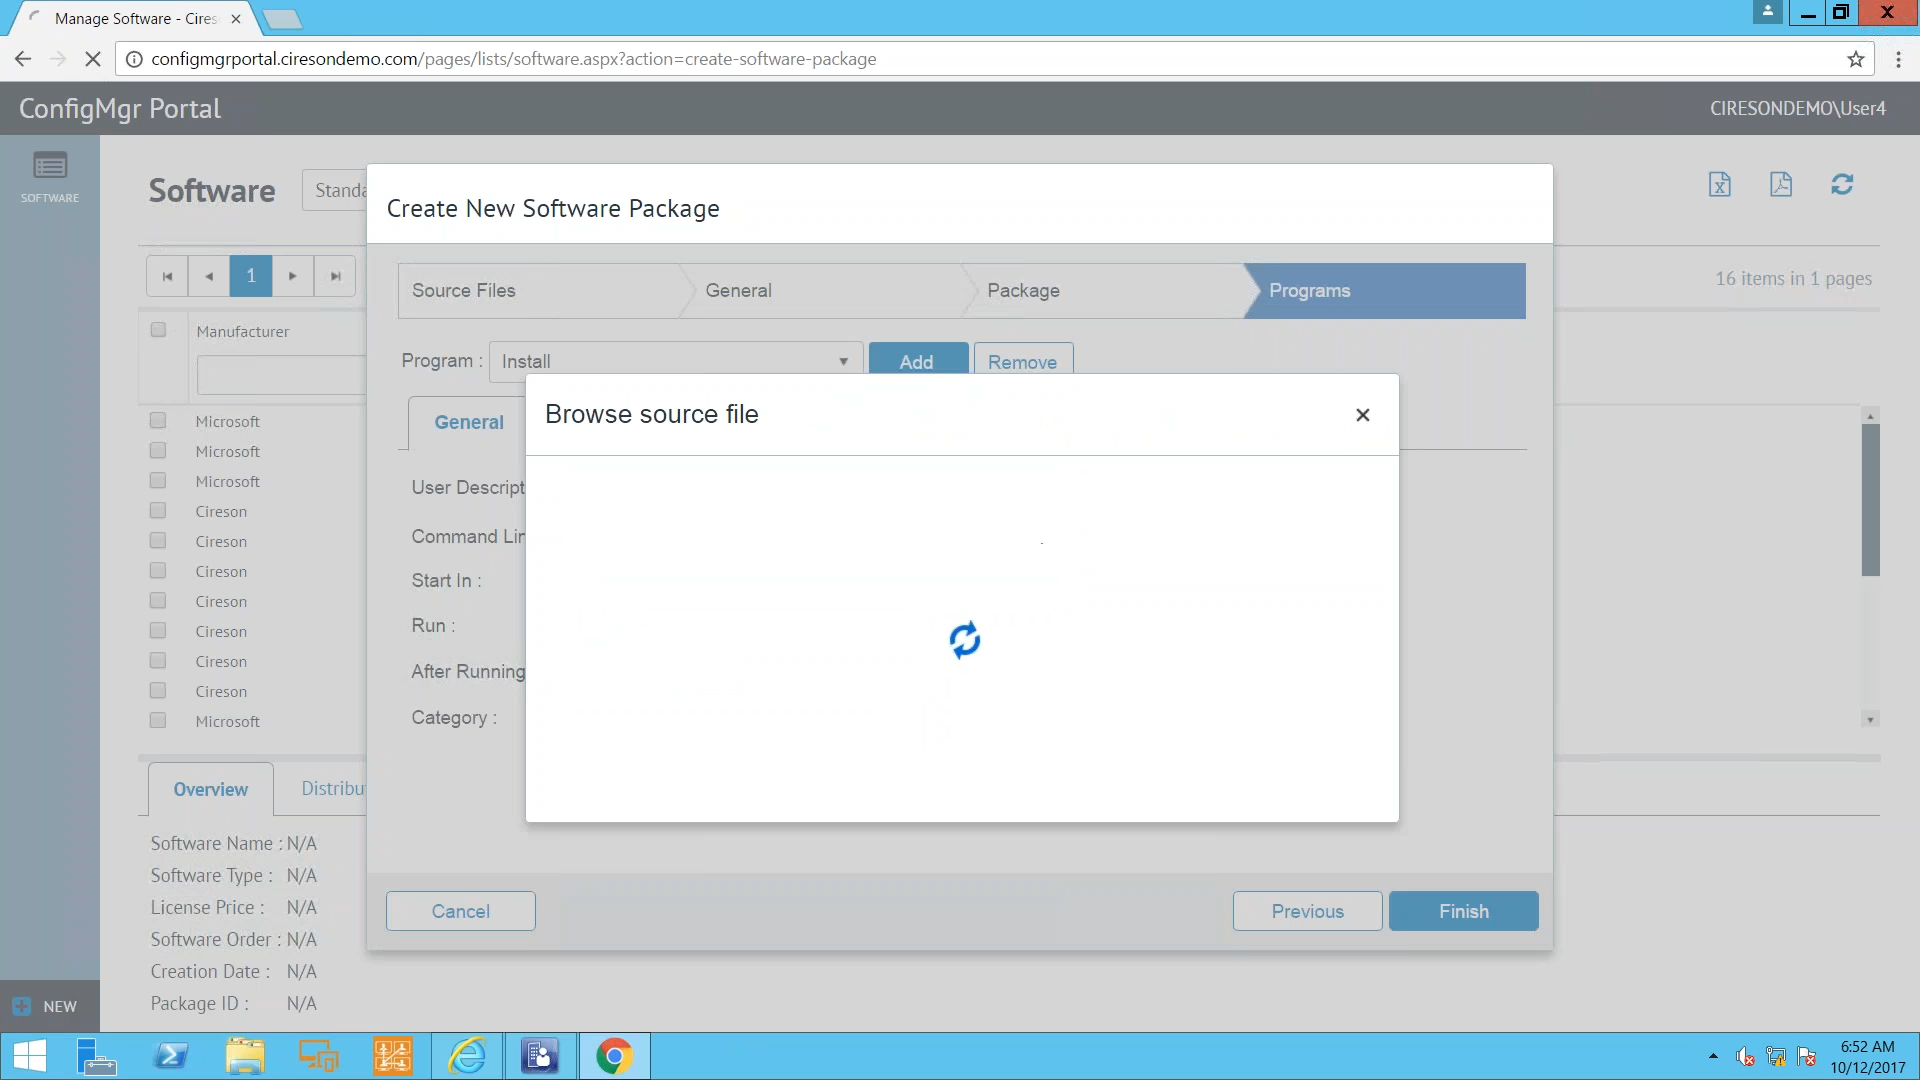 Manage Software - Cires
configmgrportal.ciresondemo.com/pages/lists/software.aspx?action=create-software-package
ConfigMgr Portal
CIRESONDEMO\User4
SOFTWARE
Software
Standa
Create New Software Package
Source Files
General
Package
Programs
1
16 items in 1 pages
Manufacturer
Program :
Install
Add
Remove
Browse source file
General
Microsoft
Microsoft
Microsoft
Cireson
Cireson
Cireson
Cireson
Cireson
Cireson
Cireson
Microsoft
User Descript
Command Lin
Start In :
Run :
After Running
Category :
Overview
Distribu
Software Name : N/A
Software Type : N/A
License Price : N/A
Software Order : N/A
Creation Date : N/A
Package ID : N/A
Cancel
Previous
Finish
NEW
6:52 AM
10/12/2017